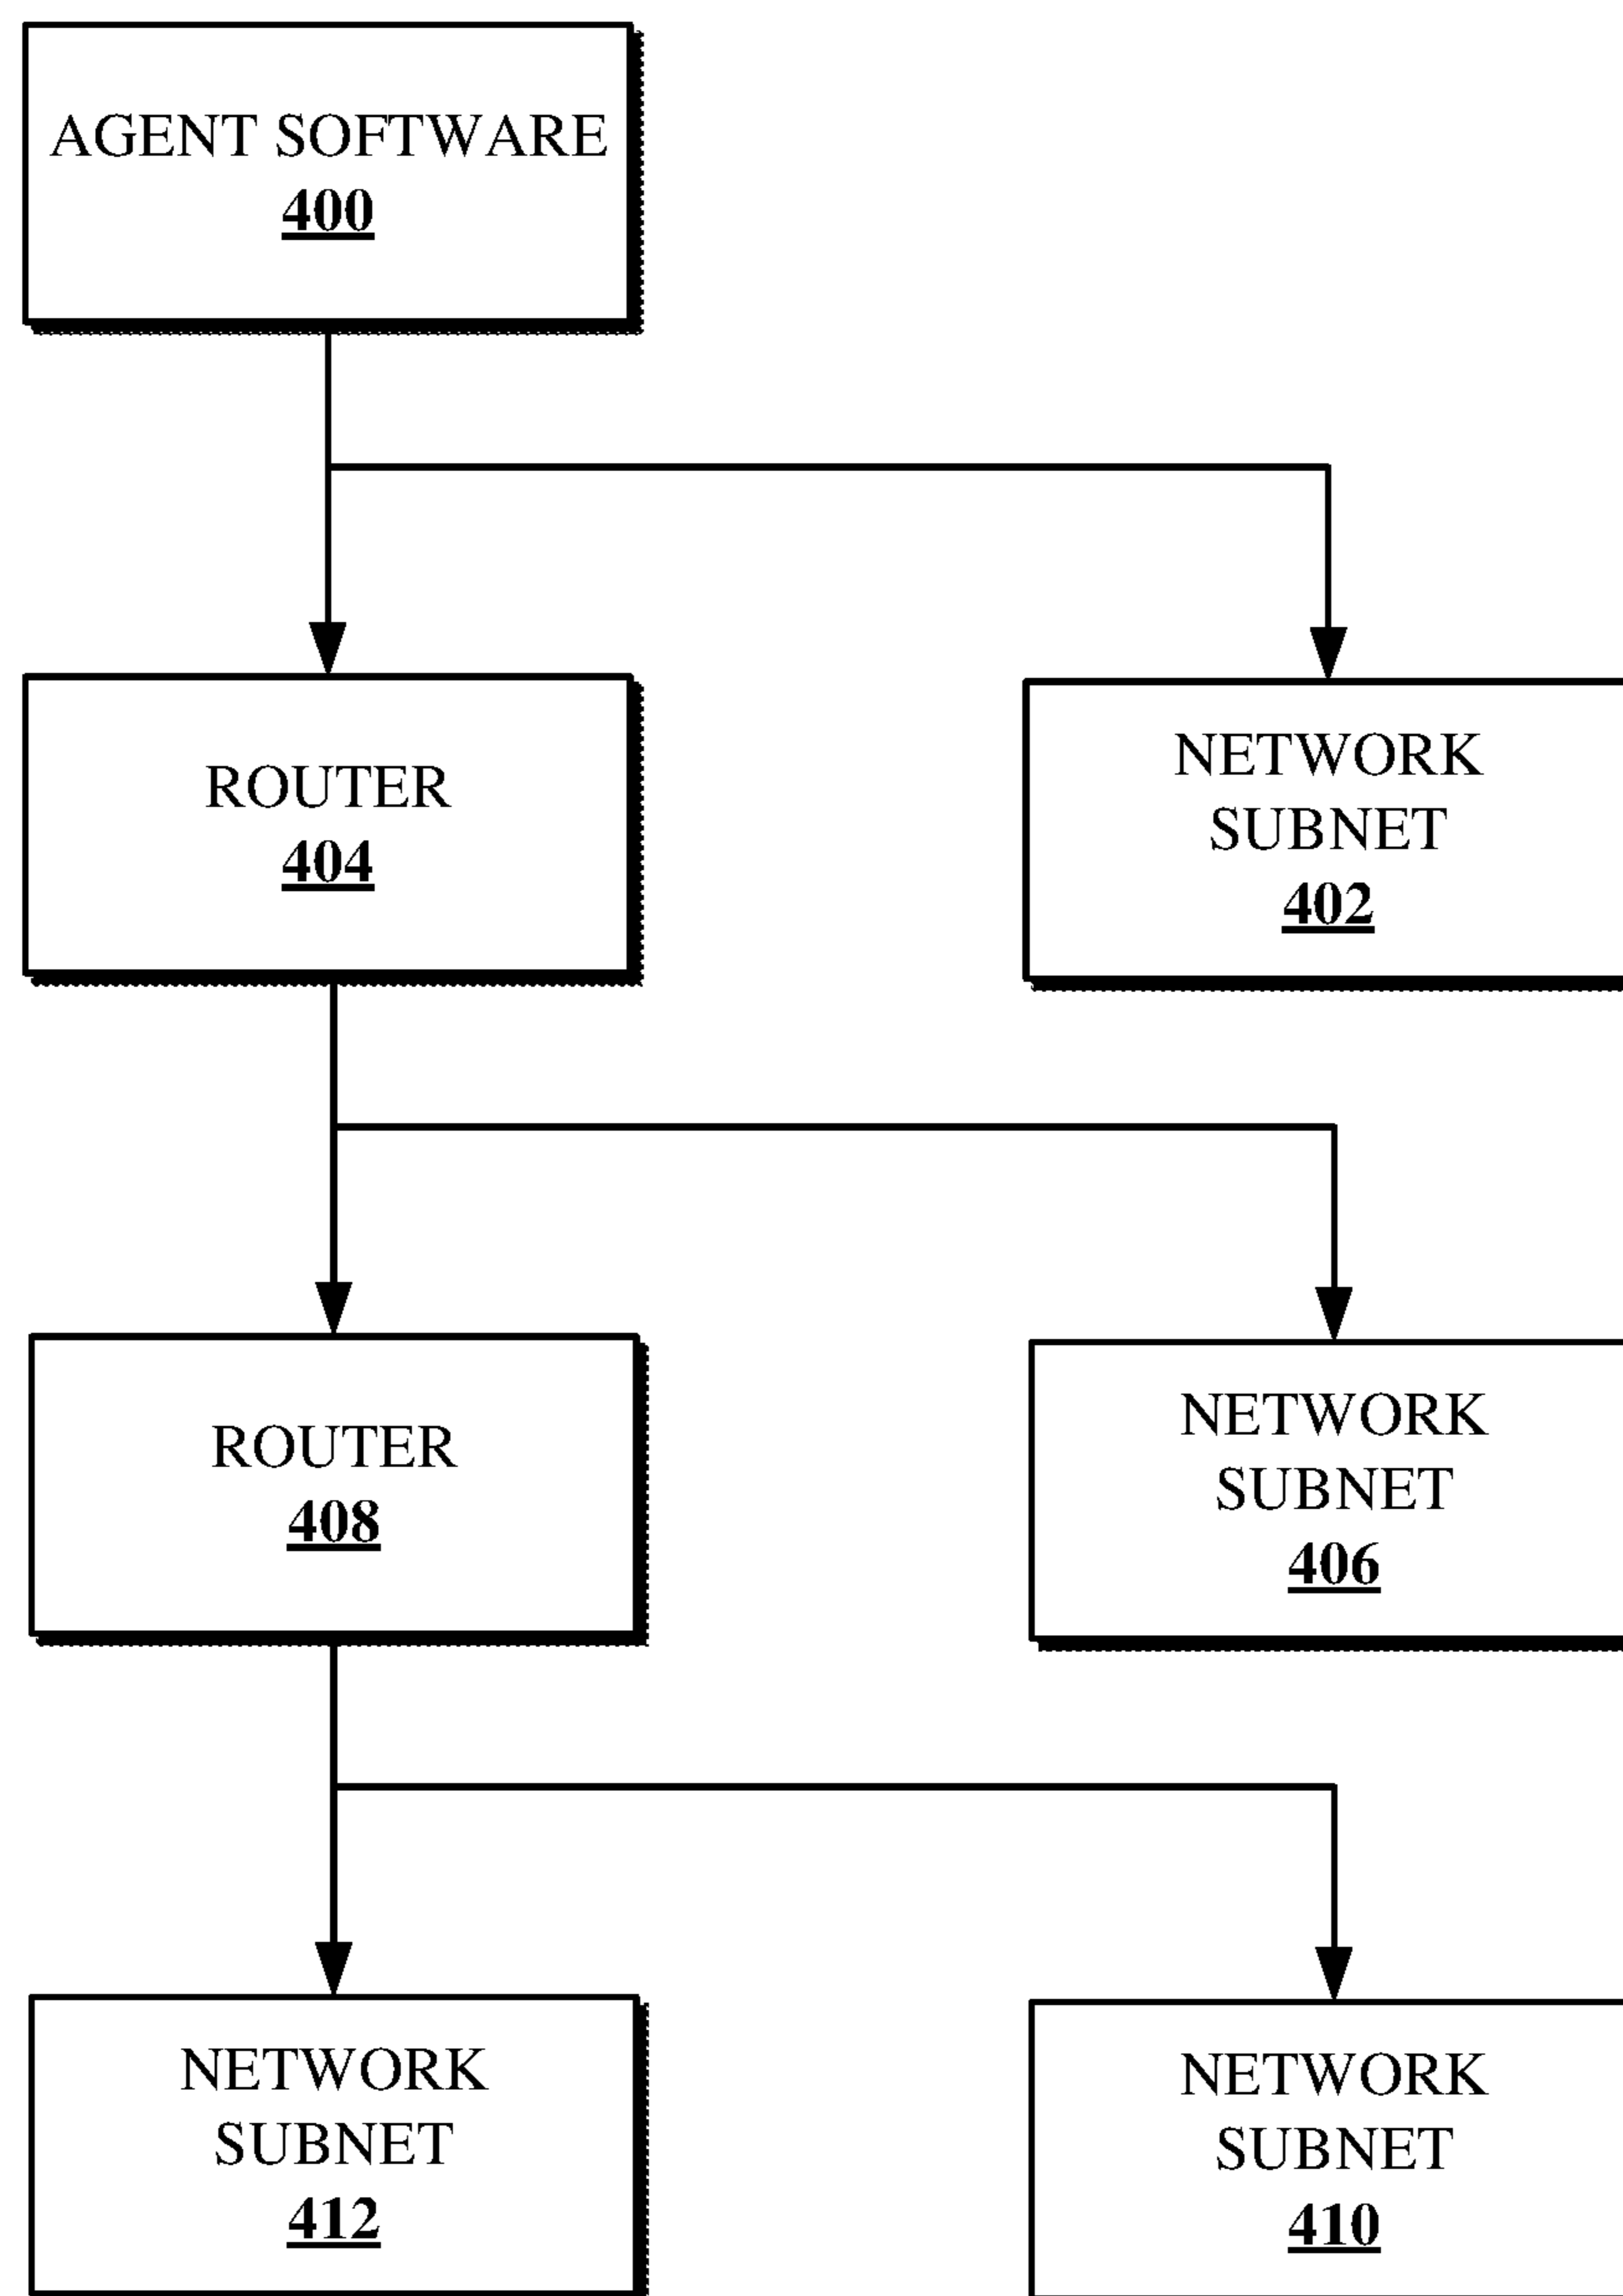 AGENT SOFTWARE
400
ROUTER
404
NETWORK
SUBNET
402
ROUTER
408
NETWORK
SUBNET
406
NETWORK
SUBNET
412
NETWORK
SUBNET
410